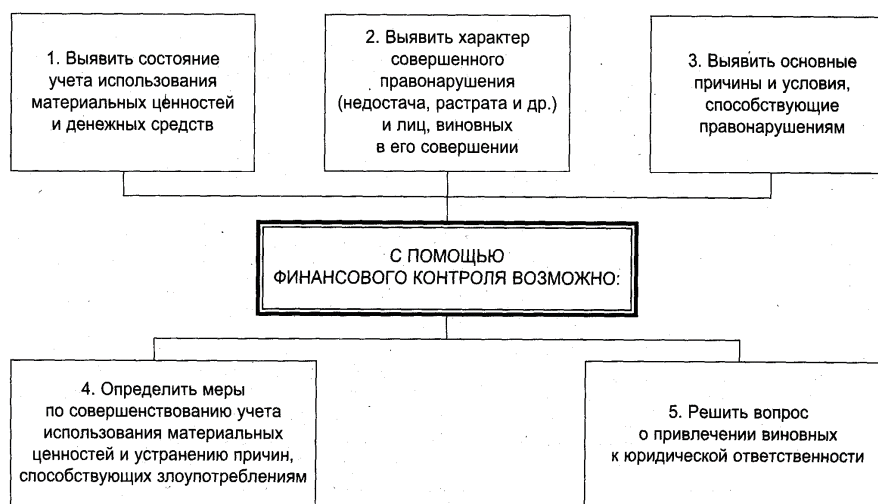 1. Выявить состояние
учета использования
материальных ценностей
и денежных средств
2. Выявить характер
совершенного
правонарушения
(недостача, растрата и др.)
и лиц, виновных
в его совершении
3. Выявить основные
причины и условия,
способствующие
правонарушениям
С ПОМОЩЬЮ
ФИНАНСОВОГО КОНТРОЛЯ ВОЗМОЖНО:
4. Определить меры
по совершенствованию учета
использования материальных
ценностей и устранению причин,
способствующих злоупотреблениям
5. Решить вопрос
о привлечении виновных
к юридической ответственности